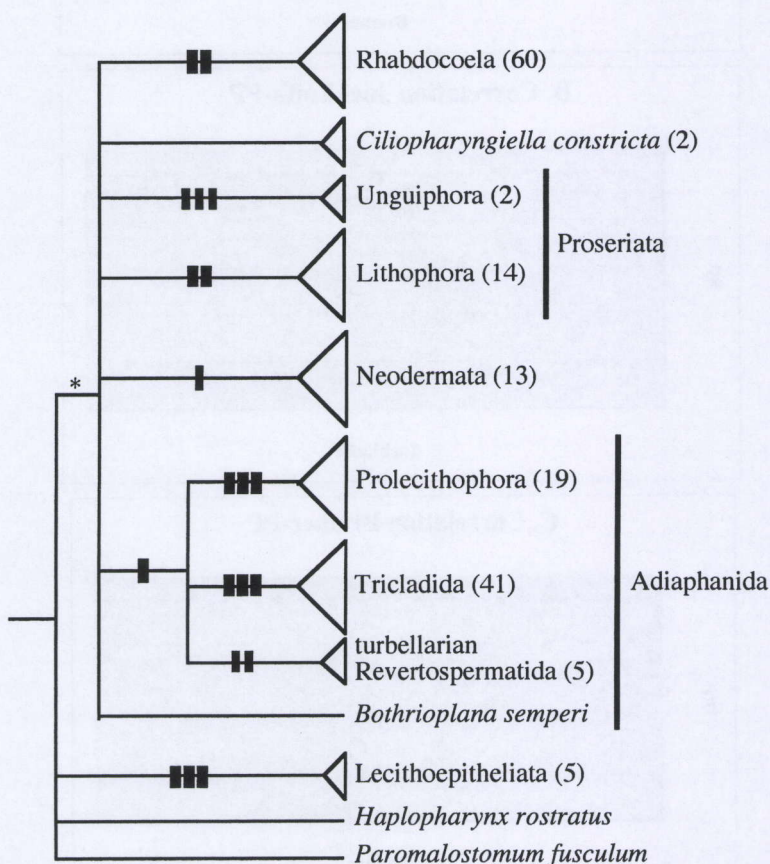 Rhabdocoela (60)
Ciliopharyngiella constricta (2)
Unguiphora (2)
Proseriata
Lithophora (14)
Neodermata (13)
*
Prolecithophora (19)
Tricladida (41)
Adiaphanida
turbellarian
Revertospermatida (5)
Bothrioplana semperi
Lecithoepitheliata (5)
Haplopharynx rostratus
Paromalostomum fusculum